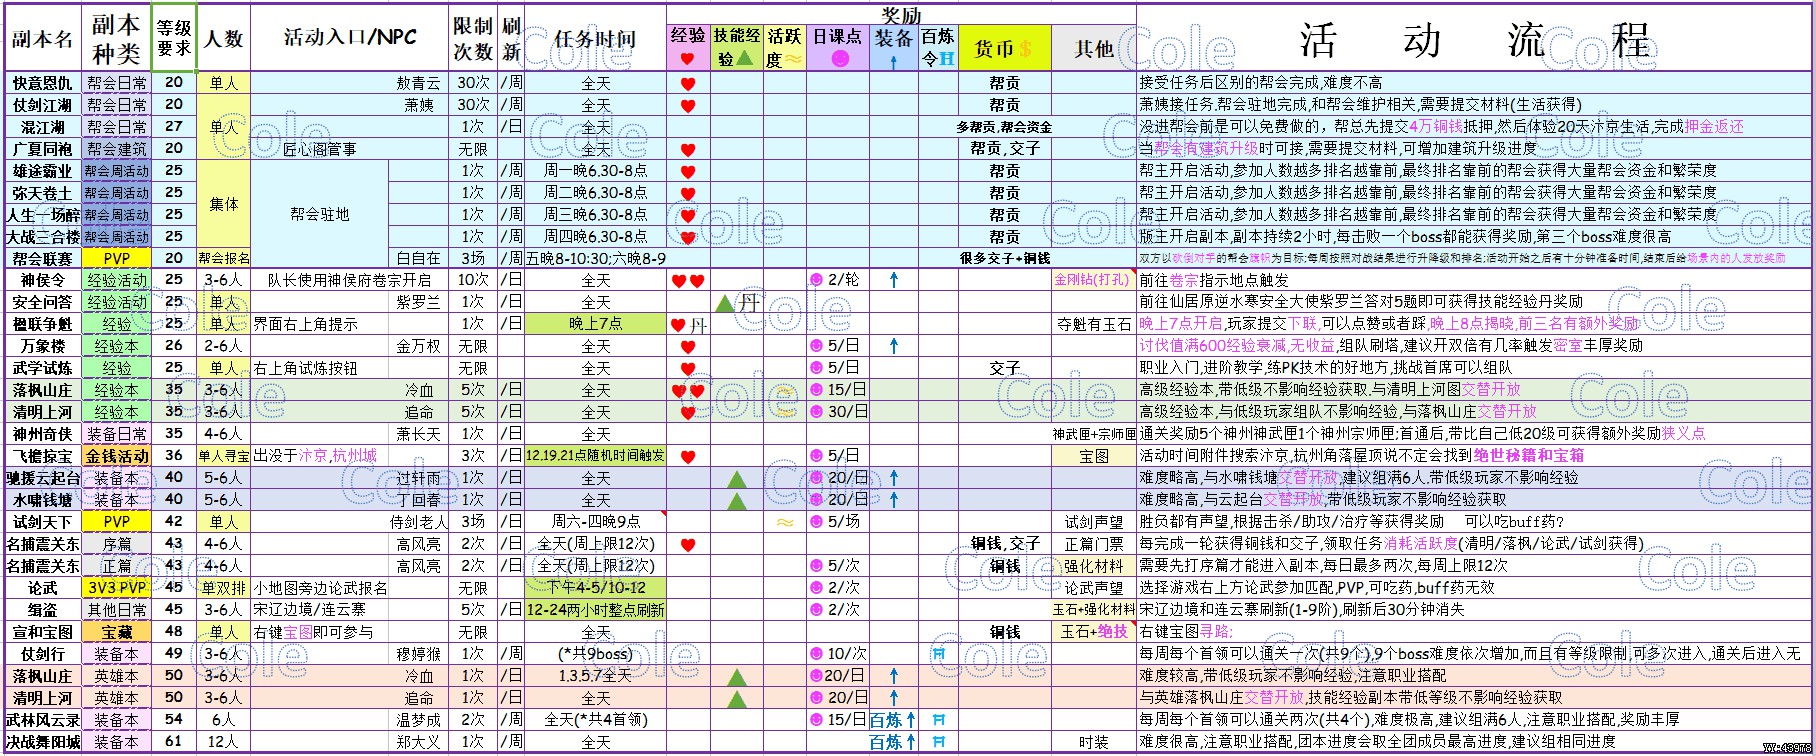 副本名 副本种类 等级要求 人数 活动入口/NPC 限制次数 刷新 任务时间 奖励 活动流程
经验 技能经验 活跃度 日课点 装备 百炼令 货币$ 其他
快意恩仇 帮会日常 20 单人 敖青云 30次 /周 全天 帮贡 接受任务后区别的帮会完成,难度不高
仗剑江湖 帮会日常 20 单人 萧姨 30次 /周 全天 帮贡 萧姨接任务.帮会驻地完成,和帮会维护相关,需要提交材料(生活获得)
混江湖 帮会日常 27 1次 /日 全天 多帮贡,帮会资金 没进帮会前是可以免费做的，帮总先提交4万铜钱抵押,然后体验20天汴京生活,完成押金返还
广夏同袍 帮会建筑 20 匠心阁管事 无限 全天 帮贡,交子 当帮会有建筑升级时可接,需要提交材料,可增加建筑升级进度
雄途霸业 帮会周活动 25 集体 帮会驻地 1次 /周 周一晚6.30-8点 帮贡 帮主开启活动,参加人数越多排名越靠前,最终排名靠前的帮会获得大量帮会资金和繁荣度
弥天卷土 帮会周活动 25 1次 /周 周二晚6.30-8点 帮贡 帮主开启活动,参加人数越多排名越靠前,最终排名靠前的帮会获得大量帮会资金和繁荣度
人生一场醉 帮会周活动 25 1次 /周 周三晚6.30-8点 帮贡 帮主开启活动,参加人数越多排名越靠前,最终排名靠前的帮会获得大量帮会资金和繁荣度
大战三合楼 帮会周活动 25 1次 /周 周四晚6.30-8点 帮贡 版主开启副本,副本持续2小时,每击败一个boss都能获得奖励,第三个boss难度很高
帮会联赛 PVP 20 帮会报名 白自在 3场 /周 五晚8-10:30;六晚8-9 很多交子+铜钱 双方以砍倒对手的帮会旗帜为目标;每周按照对战结果进行升降级和排名;活动开始之后有十分钟准备时间,结束后给场景内的人发放奖励
神侯令 经验活动 25 3-6人 队长使用神侯府卷宗开启 10次 /周 全天 2/轮 ↑ 金刚钻(打孔) 前往卷宗指示地点触发
安全问答 经验活动 25 单人 紫罗兰 1次 /日 全天 丹 前往仙居原逆水寒安全大使紫罗兰答对5题即可获得技能经验丹奖励
楹联争魁 经验 25 单人 界面右上角提示 1次 /日 晚上7点 丹 夺魁有玉石 晚上7点开启,玩家提交下联,可以点赞或者踩,晚上8点揭晓,前三名有额外奖励
万象楼 经验本 26 2-6人 金万权 无限 全天 5/日 ↑ 讨伐值满600经验衰减,无收益,组队刷塔,建议开双倍有几率触发密室丰厚奖励
武学试炼 经验 25 单人 右上角试炼按钮 无限 全天 5/日 交子 职业入门,进阶教学,练PK技术的好地方,挑战首席可以组队
落枫山庄 经验本 35 3-6人 冷血 5次 /日 全天 15/日 高级经验本,带低级不影响经验获取.与清明上河图交替开放
清明上河 经验本 35 3-6人 追命 5次 /日 全天 30/日 高级经验本,与低级玩家组队不影响经验,与落枫山庄交替开放
神州奇侠 装备日常 35 4-6人 萧长天 1次 /日 全天 神武匣+宗师匣 通关奖励5个神州神武匣1个神州宗师匣;首通后,带比自己低20级可获得额外奖励狭义点
飞檐掠宝 金钱活动 36 单人寻宝 出没于汴京,杭州城 3次 /日 12.19.21点随机时间触发 5/日 宝图 活动时间附件搜索汴京,杭州角落屋顶说不定会找到绝世秘籍和宝箱
驰援云起台 装备本 40 5-6人 过轩雨 1次 /日 全天 20/日 ↑ 难度略高,与水啸钱塘交替开放,建议组满6人,带低级玩家不影响经验
水啸钱塘 装备本 40 5-6人 丁回春 1次 /日 全天 20/日 ↑ 难度略高,与云起台交替开放,带低级玩家不影响经验获取
试剑天下 PVP 42 单人 侍剑老人 3场 /日 周六-四晚9点 5/场 试剑声望 胜负都有声望,根据击杀/助攻/治疗等获得奖励 可以吃buff药?
名捕震关东 序篇 43 4-6人 高风亮 2次 /日 全天(周上限12次) 铜钱,交子 正篇门票 每完成一轮获得铜钱和交子,领取任务消耗活跃度(清明/落枫/论武/试剑获得)
名捕震关东 正篇 43 4-6人 高风亮 2次 /日 全天(周上限12次) 5/次 铜钱 强化材料 需要先打序篇才能进入副本,每日最多两次,每周上限12次
论武 3V3 PVP 45 单双排 小地图旁边论武报名 无限 下午4-5/10-12 2/次 论武声望 选择游戏右上方论武参加匹配,PVP,可吃药,buff药无效
缉盗 其他日常 45 3-6人 宋辽边境/连云寨 5次 /日 12-24两小时整点刷新 2/次 玉石+强化材料 宋辽边境和连云寨刷新(1-9阶),刷新后30分钟消失
宣和宝图 宝藏 48 单人 右键宝图即可参与 无限 全天 铜钱 玉石+绝技 右键宝图寻路;
仗剑行 装备本 49 3-6人 穆婷猴 1次 /周 (*共9boss) 10/次 每周每个首领可以通关一次(共9个),9个boss难度依次增加,而且有等级限制,可多次进入,通关后进入无
落枫山庄 英雄本 50 3-6人 冷血 1次 /日 1,3,5,7全天 20/日 ↑ 难度较高,带低级玩家不影响经验,注意职业搭配
清明上河 英雄本 50 3-6人 追命 1次 /日 全天 20/日 ↑ 与英雄落枫山庄交替开放,技能经验副本带低等级不影响经验获取
武林风云录 装备本 54 6人 温梦成 2次 /周 全天(*共4首领) 15/日 百炼↑ 每周每个首领可以通关两次(共4个),难度极高,建议组满6人,注意职业搭配,奖励丰厚
决战舞阳城 装备本 61 12人 郑大义 1次 /周 全天 百炼↑ 时装 难度很高,注意职业搭配,团本进度会取全团成员最高进度,建议组相同进度
Cole
YY:43973